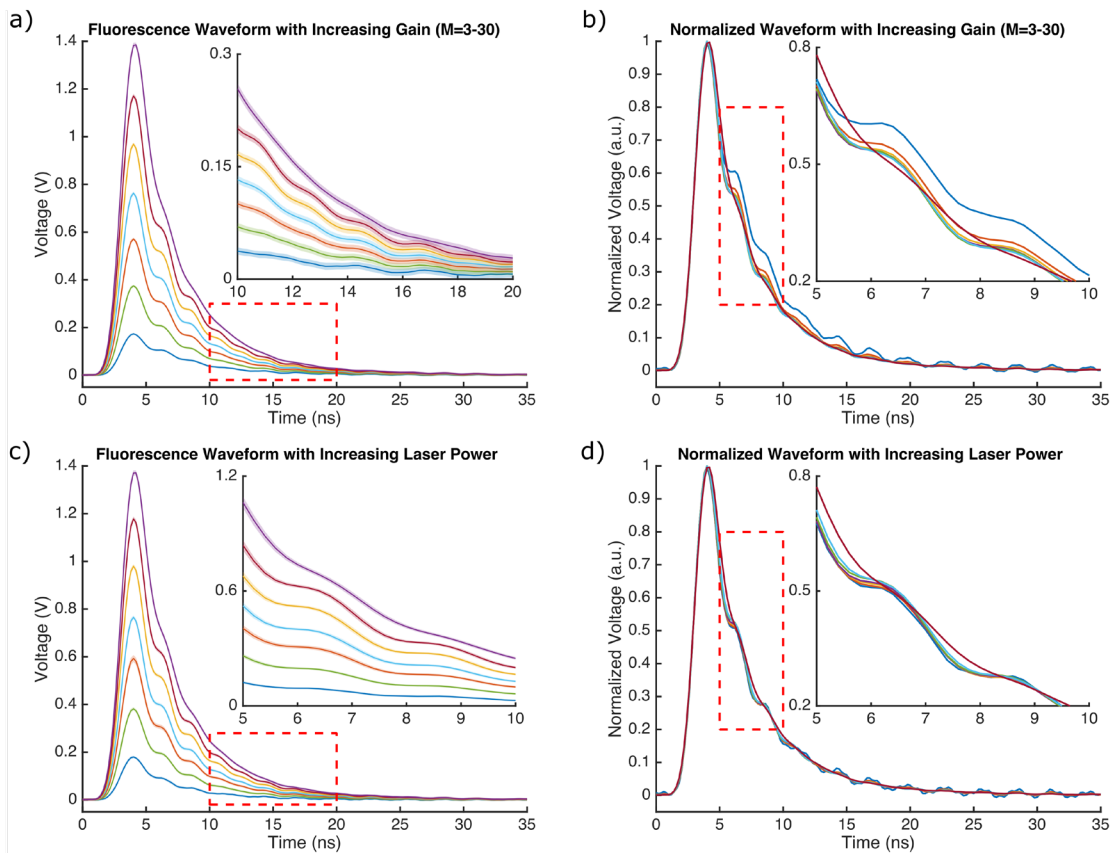 a)
Fluorescence Waveform with Increasing Gain (M=3-30)
Voltage (V)
1.4
1.2
1
0.8
0.6
0.4
0.2
0
0 5 10 15 20 25 30 35
Time (ns)
0.3
0.15
0
10 12 14 16 18 20
b)
Normalized Waveform with Increasing Gain (M=3-30)
Normalized Voltage (a.u.)
1
0.9
0.8
0.7
0.6
0.5
0.4
0.3
0.2
0.1
0
0 5 10 15 20 25 30 35
Time (ns)
0.8
0.5
0.2
5 6 7 8 9 10
c)
Fluorescence Waveform with Increasing Laser Power
Voltage (V)
1.4
1.2
1
0.8
0.6
0.4
0.2
0
0 5 10 15 20 25 30 35
Time (ns)
1.2
0.6
0
5 6 7 8 9 10
d)
Normalized Waveform with Increasing Laser Power
Normalized Voltage (a.u.)
1
0.9
0.8
0.7
0.6
0.5
0.4
0.3
0.2
0.1
0
0 5 10 15 20 25 30 35
Time (ns)
0.8
0.5
0.2
5 6 7 8 9 10